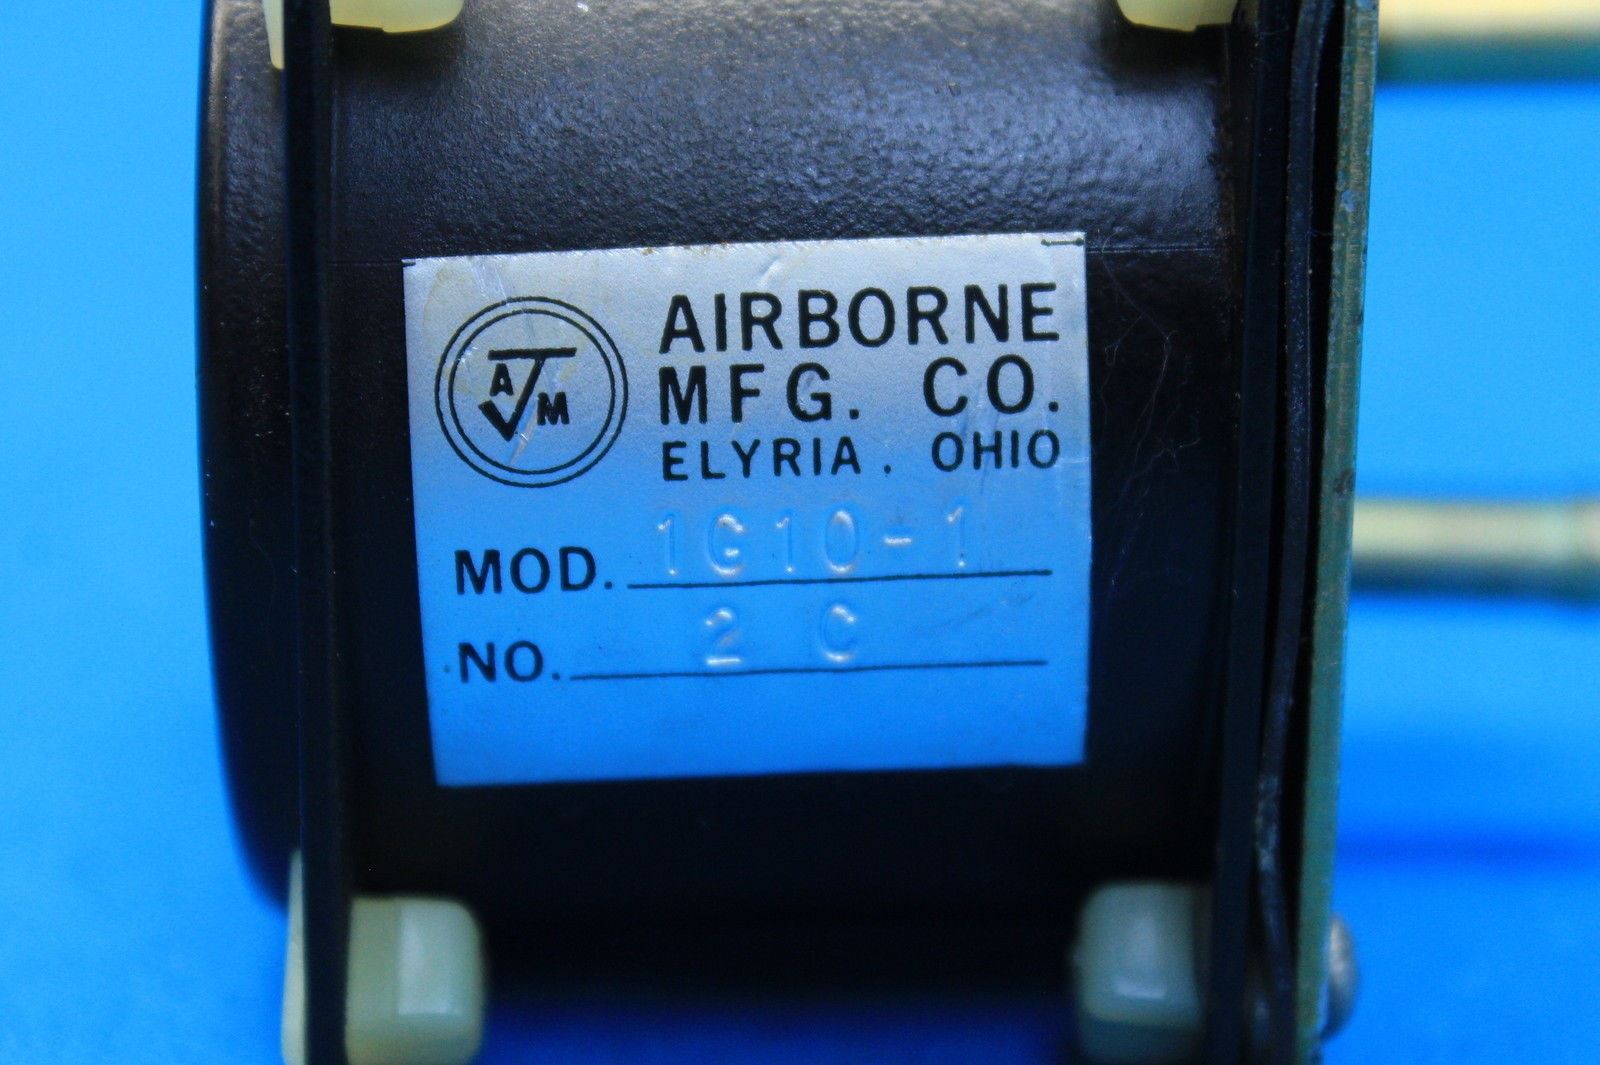 AIRBORNE
MFG. CO.
ELYRIA, OHIO
A M
MOD. 1G10-1
NO. 2 C